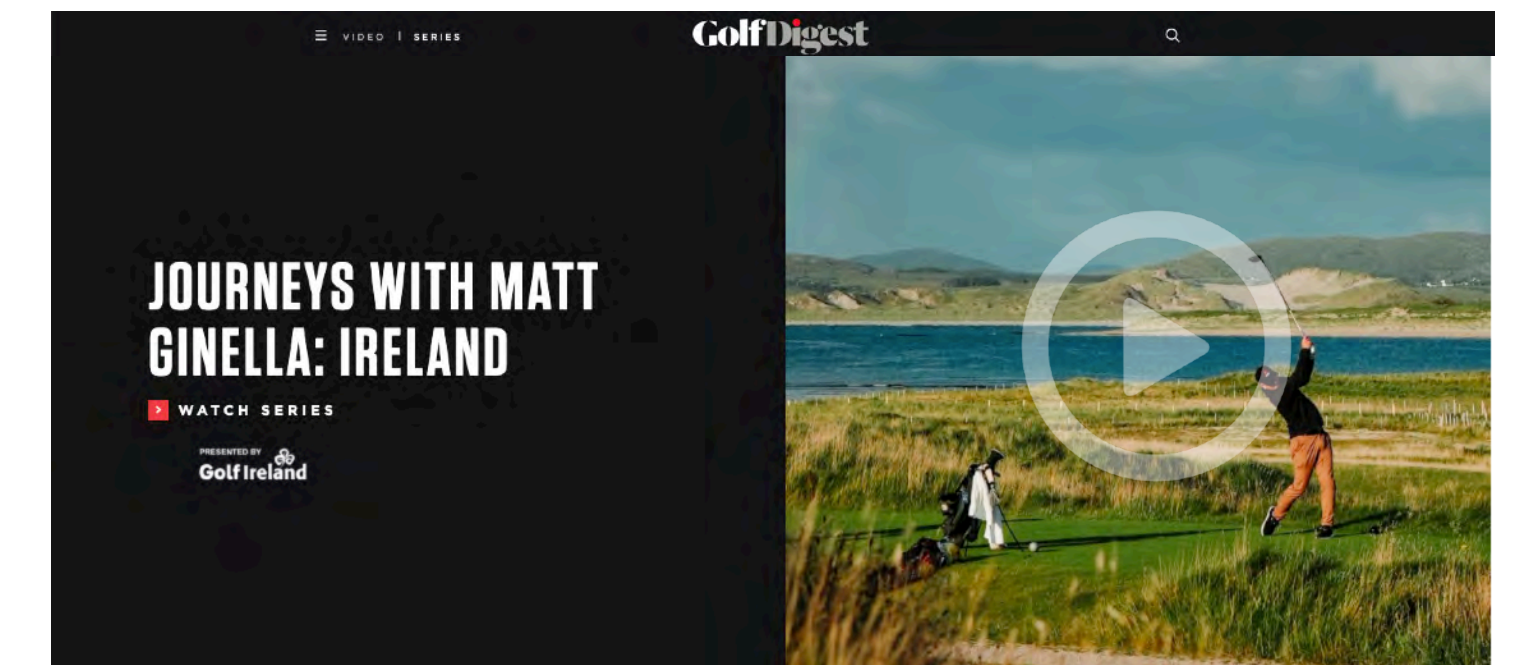 VIDEO | SERIES
GolfDigest
JOURNEYS WITH MATT
GINELLA: IRELAND
WATCH SERIES
PRESENTED BY
Golf Ireland